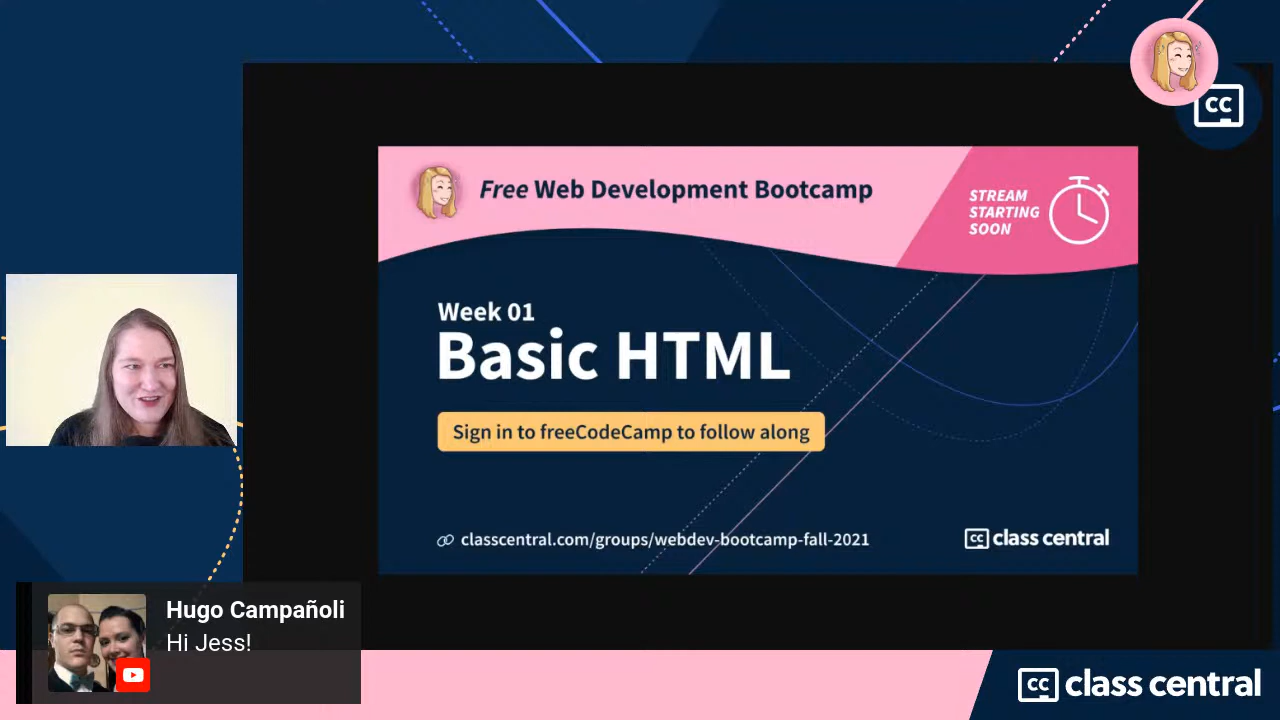 cc
Free Web Development Bootcamp
STREAM
STARTING
SOON
Week 01
Basic HTML
Sign in to freeCodeCamp to follow along
classcentral.com/groups/webdev-bootcamp-fall-2021
cc class central
Hugo Campañoli
Hi Jess!
cc class central